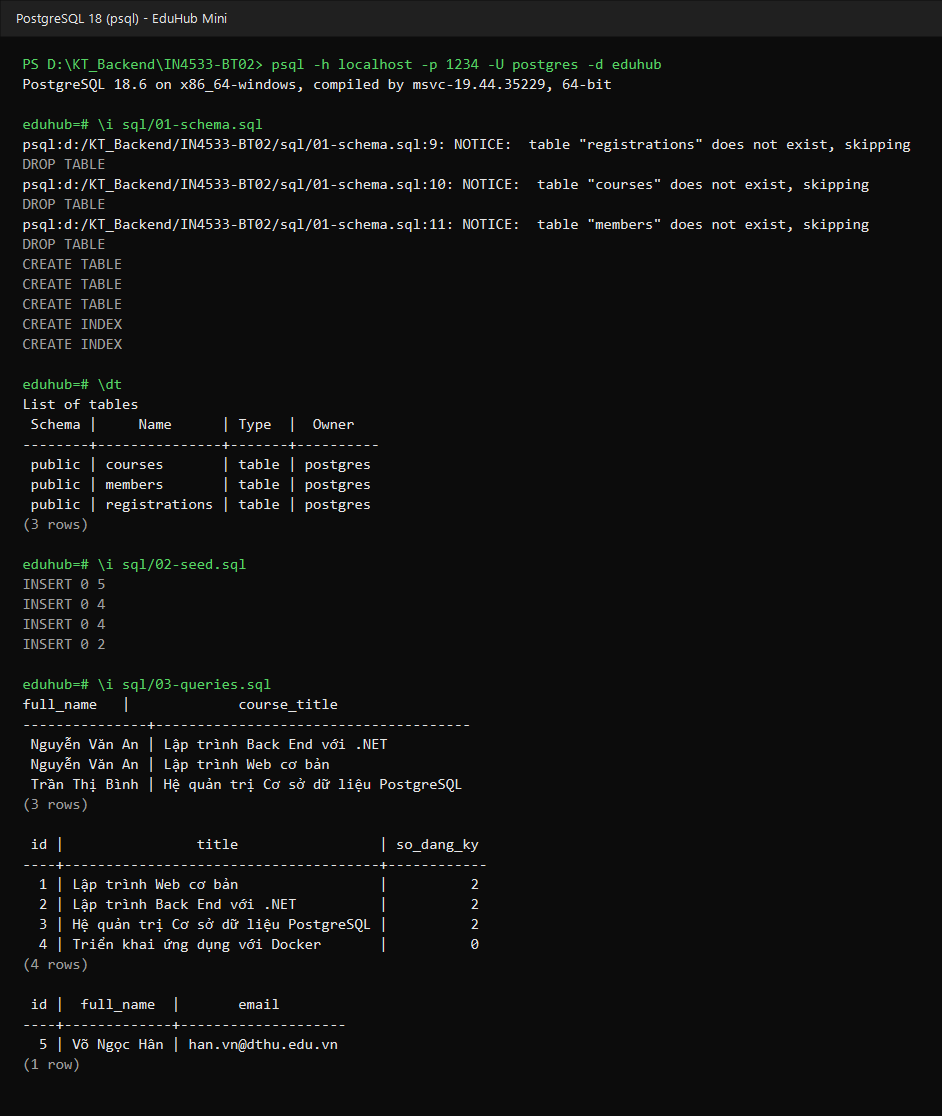 PostgreSQL 18 (psql) - EduHub Mini
PS D:\KT_Backend\IN4533-BT02> psql -h localhost -p 1234 -U postgres -d eduhub
PostgreSQL 18.6 on x86_64-windows, compiled by msvc-19.44.35229, 64-bit
eduhub=# \i sql/01-schema.sql
psql:d:/KT_Backend/IN4533-BT02/sql/01-schema.sql:9: NOTICE:  table "registrations" does not exist, skipping
DROP TABLE
psql:d:/KT_Backend/IN4533-BT02/sql/01-schema.sql:10: NOTICE:  table "courses" does not exist, skipping
DROP TABLE
psql:d:/KT_Backend/IN4533-BT02/sql/01-schema.sql:11: NOTICE:  table "members" does not exist, skipping
DROP TABLE
CREATE TABLE
CREATE TABLE
CREATE TABLE
CREATE INDEX
CREATE INDEX
eduhub=# \dt
List of tables
 Schema |     Name      | Type  |  Owner
--------+---------------+-------+----------
 public | courses       | table | postgres
 public | members       | table | postgres
 public | registrations | table | postgres
(3 rows)
eduhub=# \i sql/02-seed.sql
INSERT 0 5
INSERT 0 4
INSERT 0 4
INSERT 0 2
eduhub=# \i sql/03-queries.sql
full_name   |             course_title
---------------+--------------------------------------
 Nguyễn Văn An | Lập trình Back End với .NET
 Nguyễn Văn An | Lập trình Web cơ bản
 Trần Thị Bình | Hệ quản trị Cơ sở dữ liệu PostgreSQL
(3 rows)
 id |                title                 | so_dang_ky
----+--------------------------------------+------------
  1 | Lập trình Web cơ bản                 |          2
  2 | Lập trình Back End với .NET          |          2
  3 | Hệ quản trị Cơ sở dữ liệu PostgreSQL |          2
  4 | Triển khai ứng dụng với Docker       |          0
(4 rows)
 id |  full_name  |       email
----+-------------+--------------------
  5 | Võ Ngọc Hân | han.vn@dthu.edu.vn
(1 row)